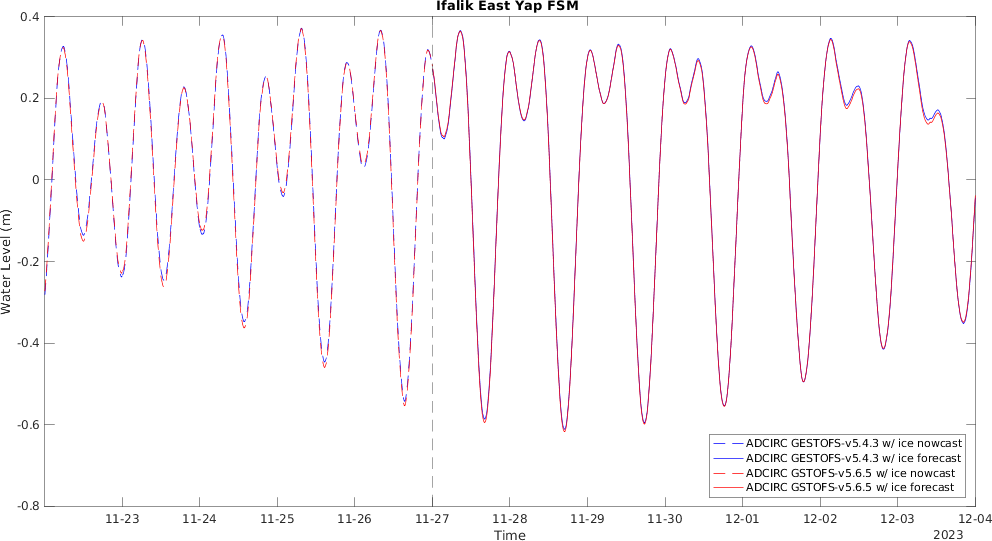 Ifalik East Yap FSM
0.4
0.2
0
-0.2
-0.4
-0.6
-0.8
Water Level (m)
11-23 11-24 11-25 11-26 11-27 11-28 11-29 11-30 12-01 12-02 12-03 12-04
Time
2023
ADCIRC GESTOFS-v5.4.3 w/ ice nowcast
ADCIRC GESTOFS-v5.4.3 w/ ice forecast
ADCIRC GSTOFS-v5.6.5 w/ ice nowcast
ADCIRC GSTOFS-v5.6.5 w/ ice forecast